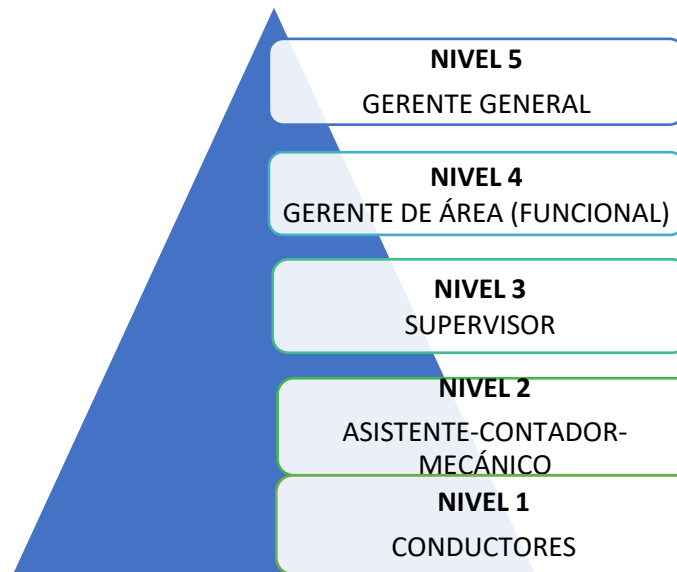 NIVEL 5
GERENTE GENERAL
NIVEL 4
GERENTE DE ÁREA (FUNCIONAL)
NIVEL 3
SUPERVISOR
NIVEL 2
ASISTENTE-CONTADOR-
MECÁNICO
NIVEL 1
CONDUCTORES